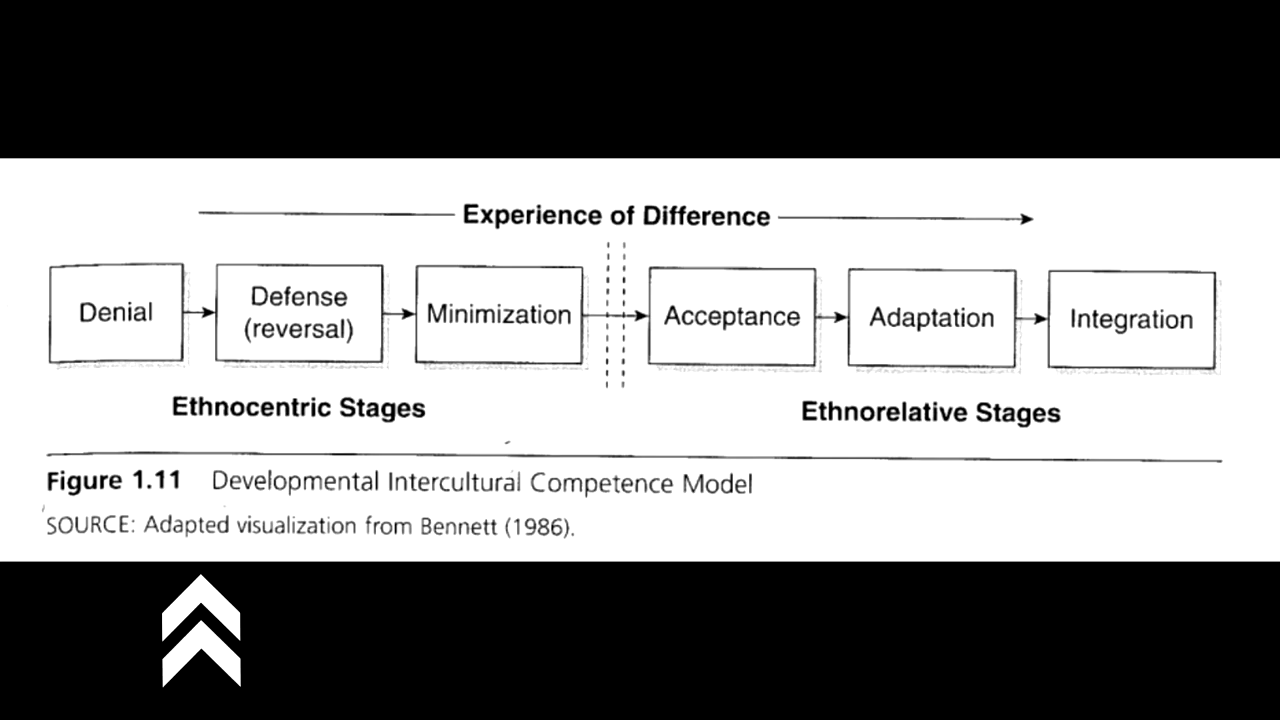 Experience of Difference
Denial
Defense
(reversal)
Minimization
Acceptance
Adaptation
Integration
Ethnocentric Stages
Ethnorelative Stages
Figure 1.11 Developmental Intercultural Competence Model
SOURCE: Adapted visualization from Bennett (1986).